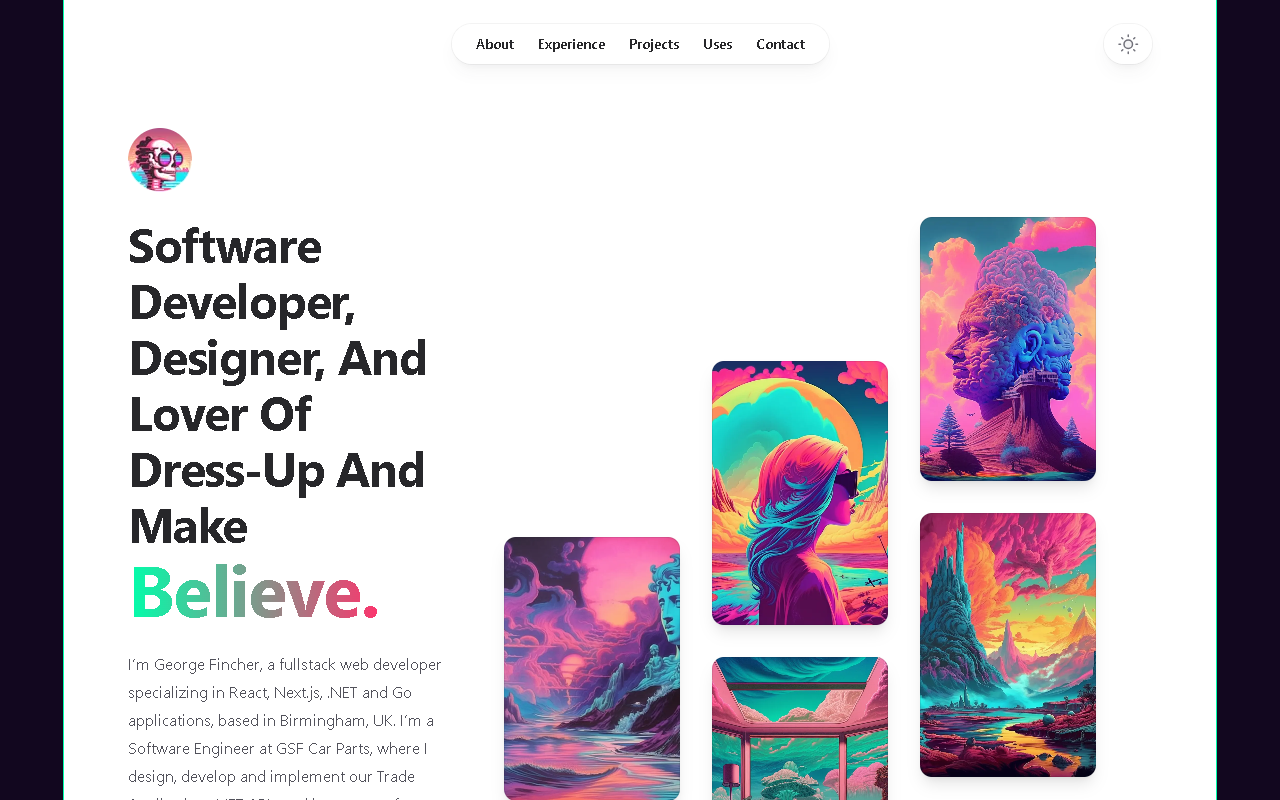 About Experience Projects Uses Contact
Software
Developer,
Designer, And
Lover Of
Dress-Up And
Make
Believe.
I'm George Fincher, a fullstack web developer
specializing in React, Next.js, .NET and Go
applications, based in Birmingham, UK. I'm a
Software Engineer at GSF Car Parts, where I
design, develop and implement our Trade